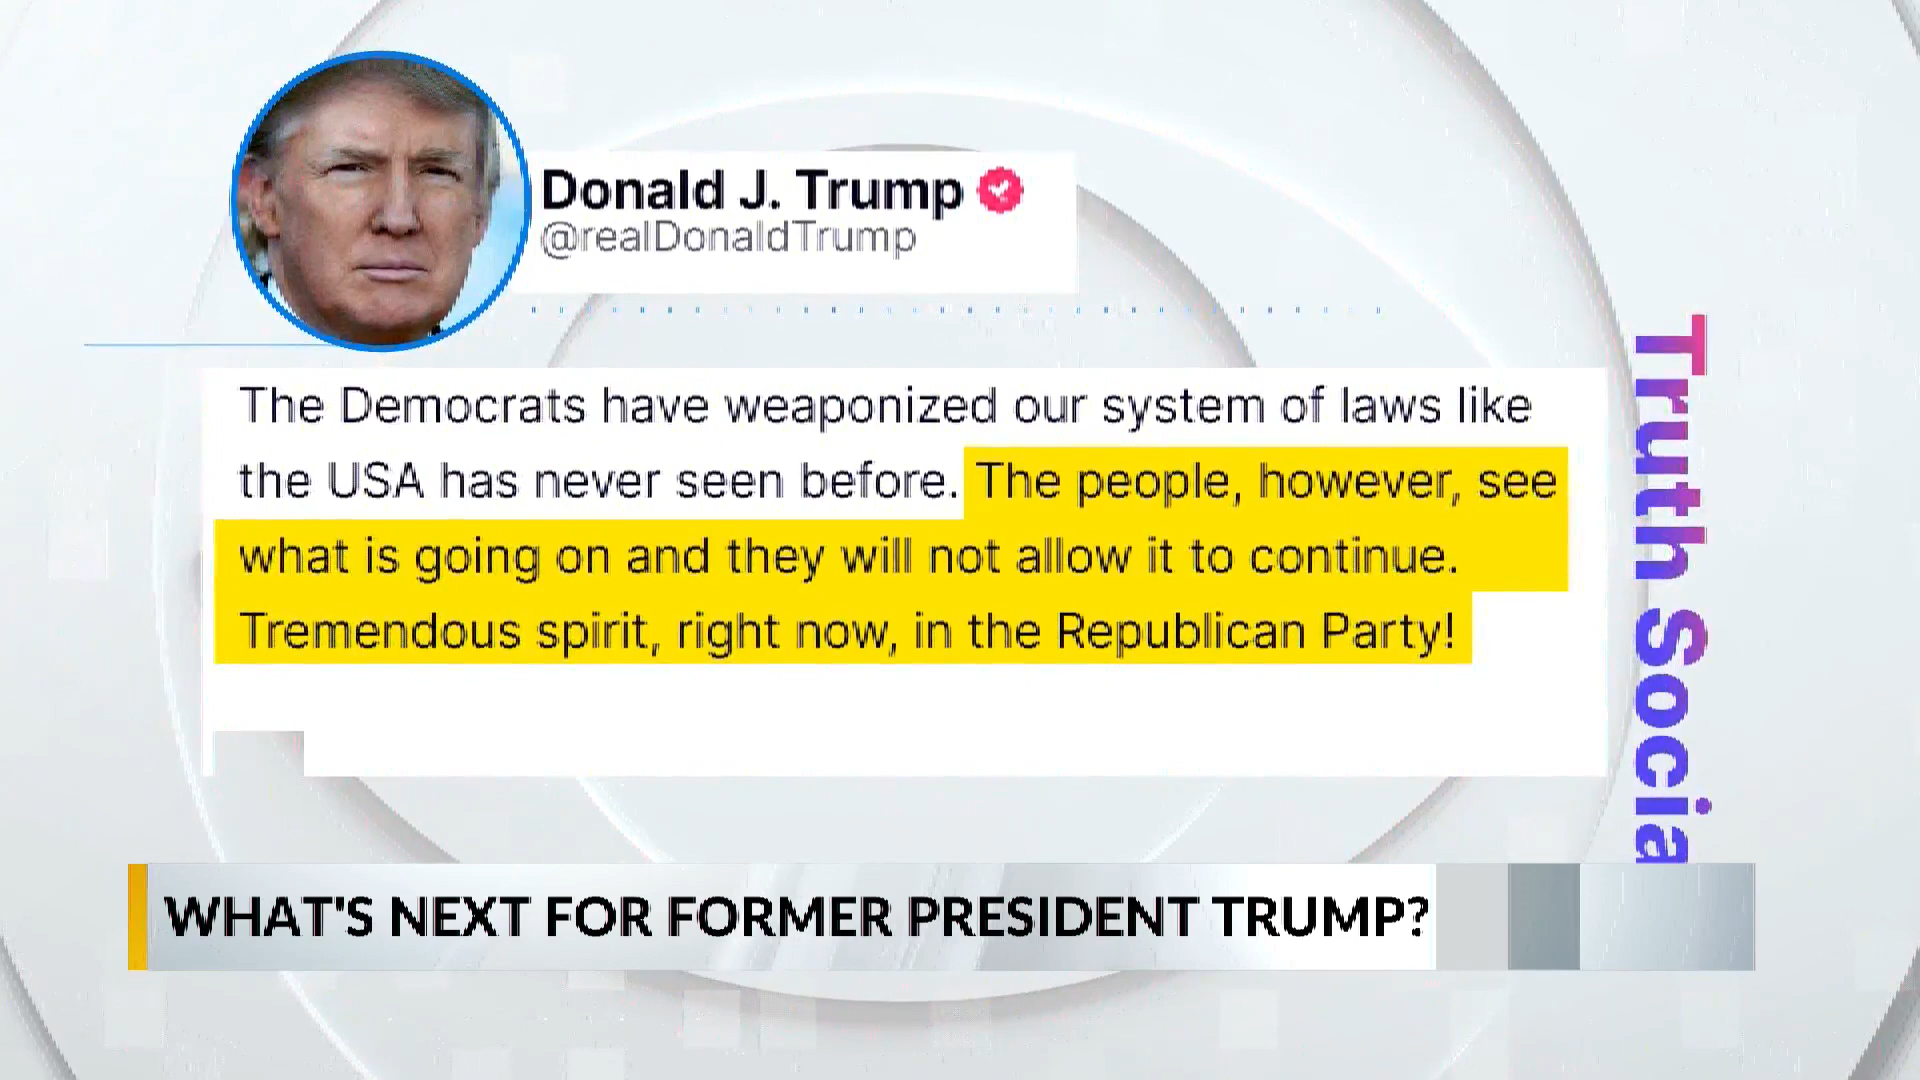 Donald J. Trump
@realDonaldTrump
The Democrats have weaponized our system of laws like
the USA has never seen before. The people, however, see
what is going on and they will not allow it to continue.
Tremendous spirit, right now, in the Republican Party!
Truth Socia
WHAT'S NEXT FOR FORMER PRESIDENT TRUMP?